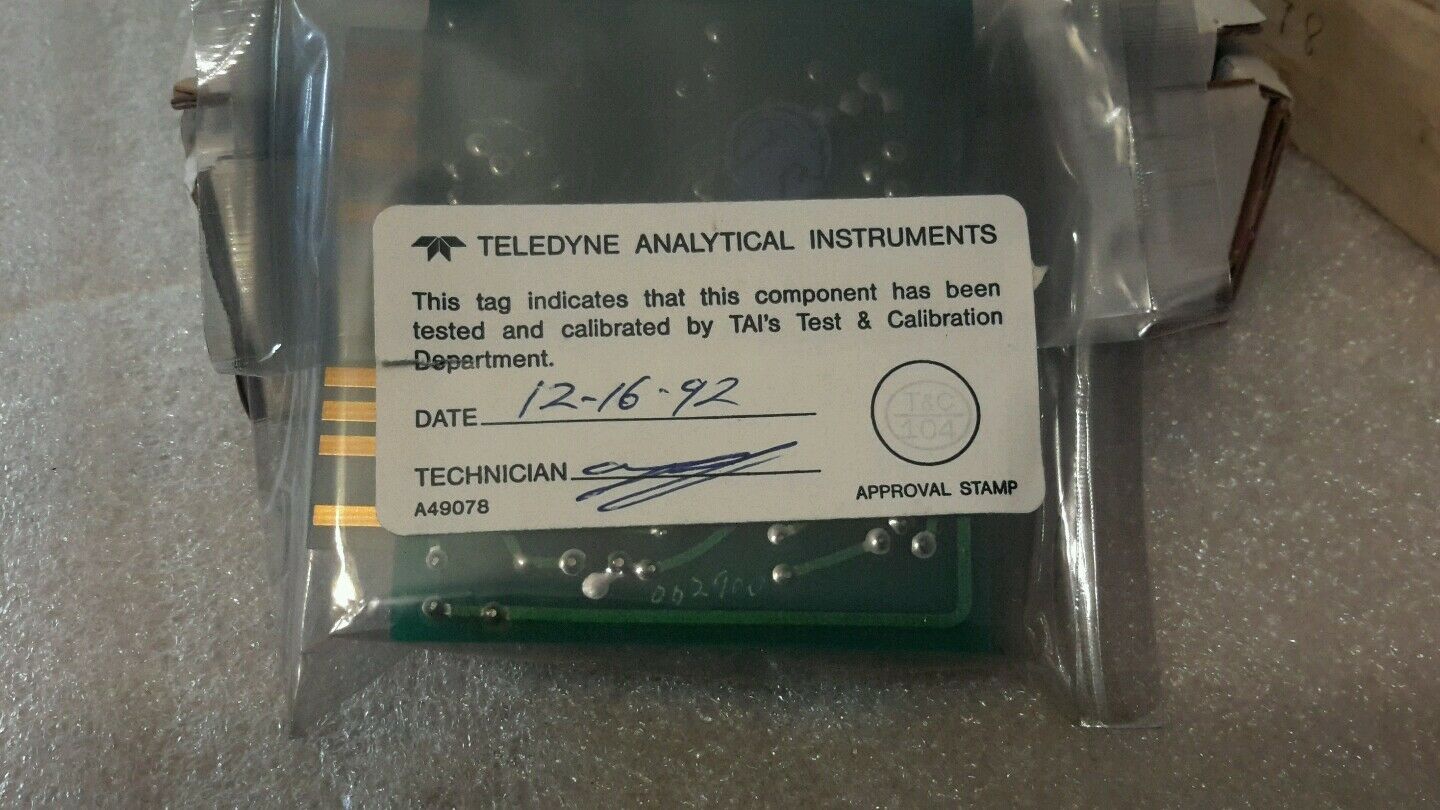 78
TELEDYNE ANALYTICAL INSTRUMENTS
This tag indicates that this component has been
tested and calibrated by TAI's Test & Calibration
Department.
DATE 12-16-92
T&C
104
TECHNICIAN
APPROVAL STAMP
A49078